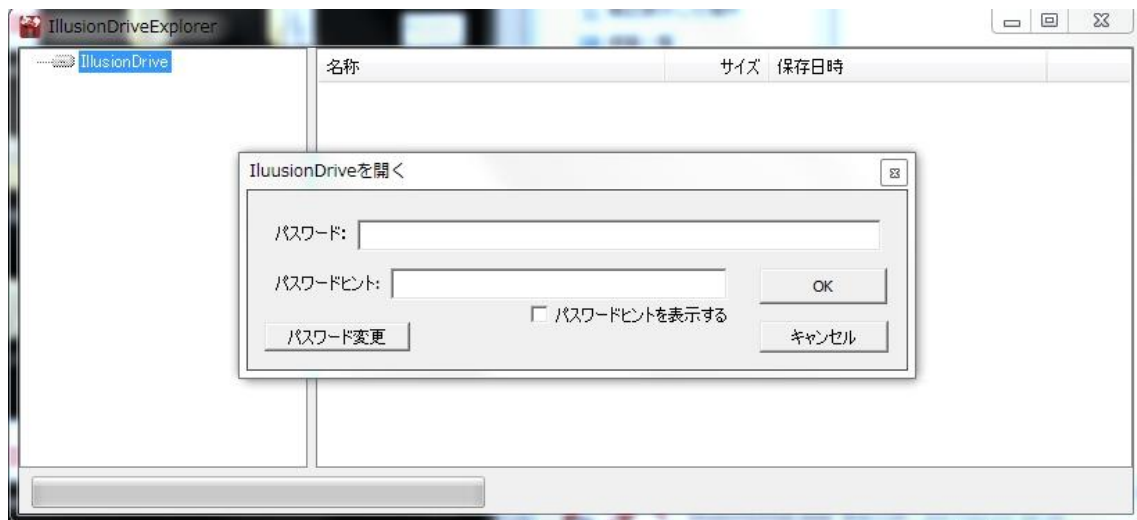 IllusionDriveExplorer
IllusionDrive
名称 サイズ 保存日時
IluusionDriveを開く
パスワード:
パスワードヒント:
OK
パスワードヒントを表示する
パスワード変更
キャンセル